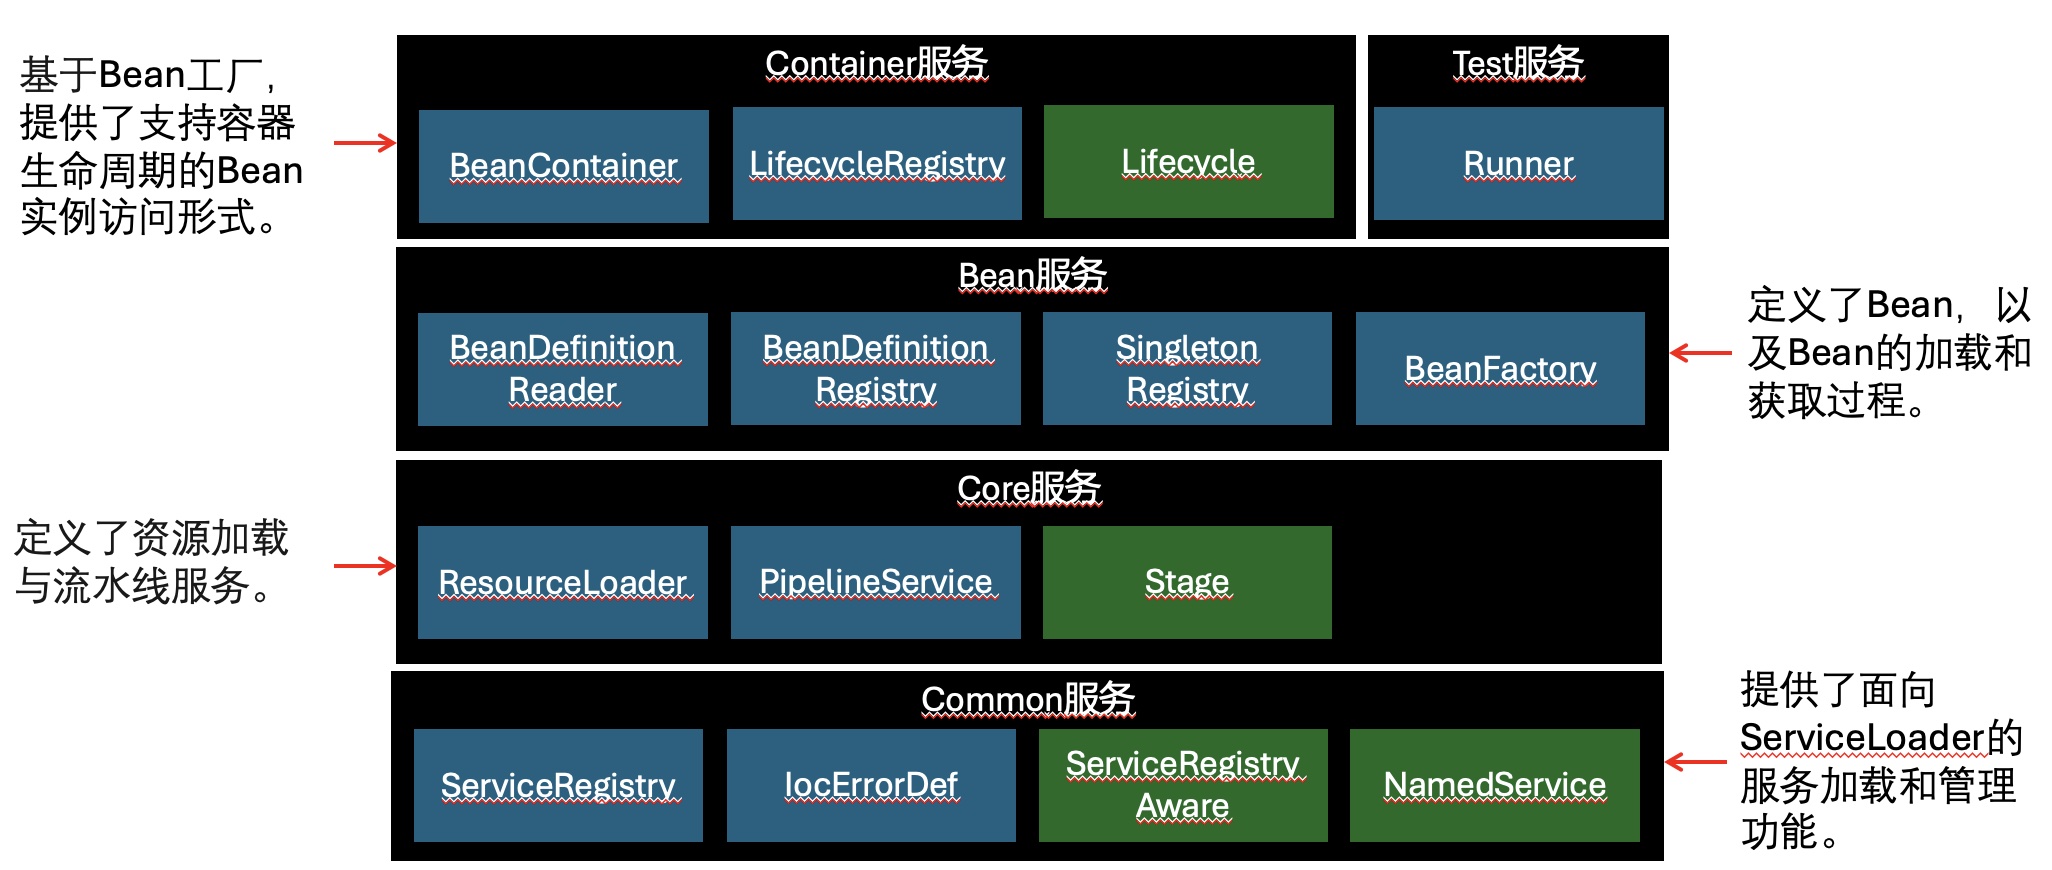 基于Bean工厂，
提供了支持容器
生命周期的Bean
实例访问形式。
Container服务
BeanContainer
LifecycleRegistry
Lifecycle
Test服务
Runner
Bean服务
BeanDefinition
Reader
BeanDefinition
Registry
Singleton
Registry
BeanFactory
定义了Bean，以
及Bean的加载和
获取过程。
定义了资源加载
与流水线服务。
Core服务
ResourceLoader
PipelineService
Stage
Common服务
ServiceRegistry
IocErrorDef
ServiceRegistry
Aware
NamedService
提供了面向
ServiceLoader的
服务加载和管理
功能。